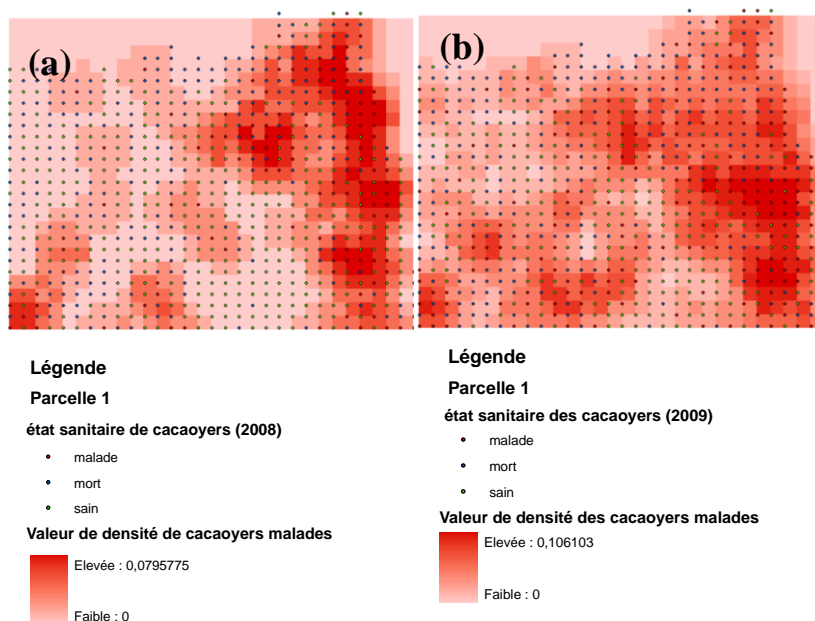 (a)
Légende
Parcelle 1
état sanitaire de cacaoyers (2008)
malade
mort
sain
Valeur de densité de cacaoyers malades
Elevée : 0,0795775
Faible : 0
(b)
Légende
Parcelle 1
état sanitaire des cacaoyers (2009)
malade
mort
sain
Valeur de densité des cacaoyers malades
Elevée : 0,106103
Faible : 0